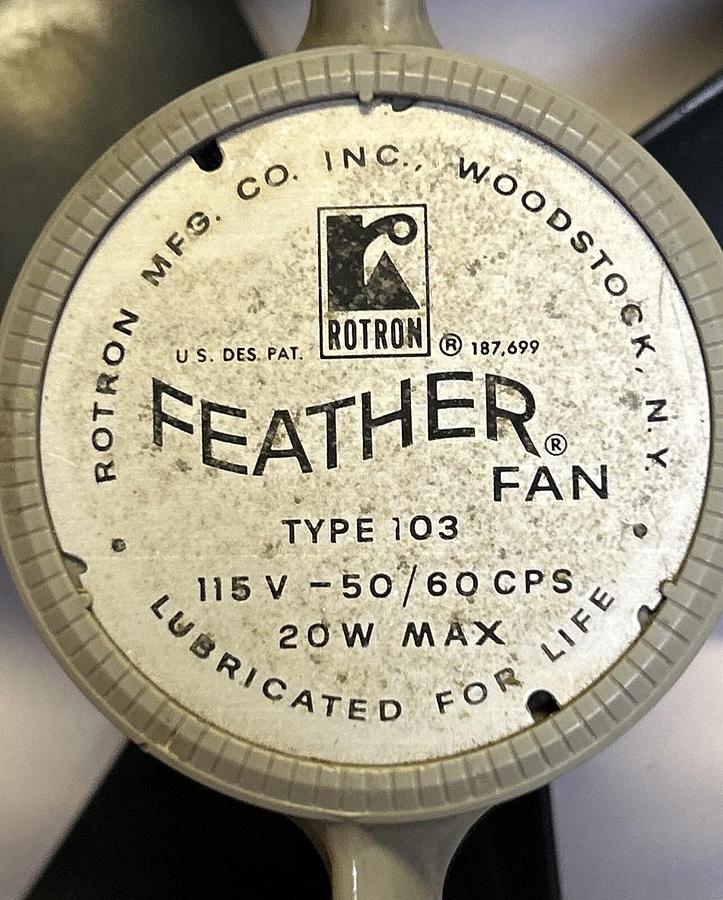 ROTRON MFG. CO. INC., WOODSTOCK, N.Y.
ROTRON ®
U.S. DES. PAT. 187,699
FEATHER ®
FAN
TYPE 103
115 V - 50/60 CPS
20W MAX
LUBRICATED FOR LIFE